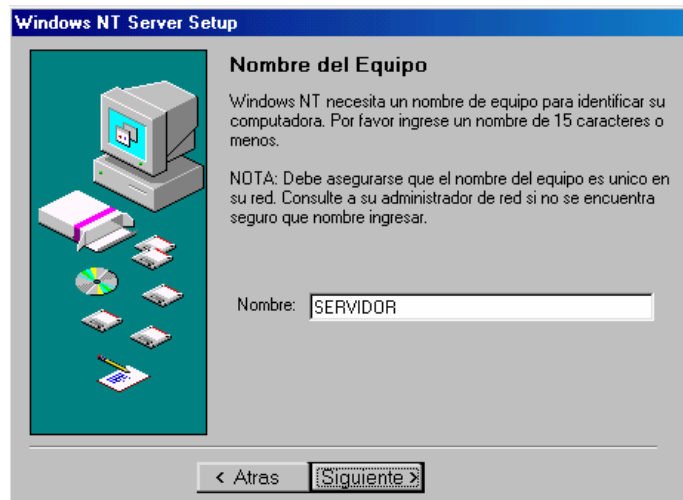 Windows NT Server Setup
Nombre del Equipo
Windows NT necesita un nombre de equipo para identificar su
computadora. Por favor ingrese un nombre de 15 caracteres o
menos.
NOTA: Debe asegurarse que el nombre del equipo es unico en
su red. Consulte a su administrador de red si no se encuentra
seguro que nombre ingresar.
Nombre: SERVIDOR
< Atras Siguiente >